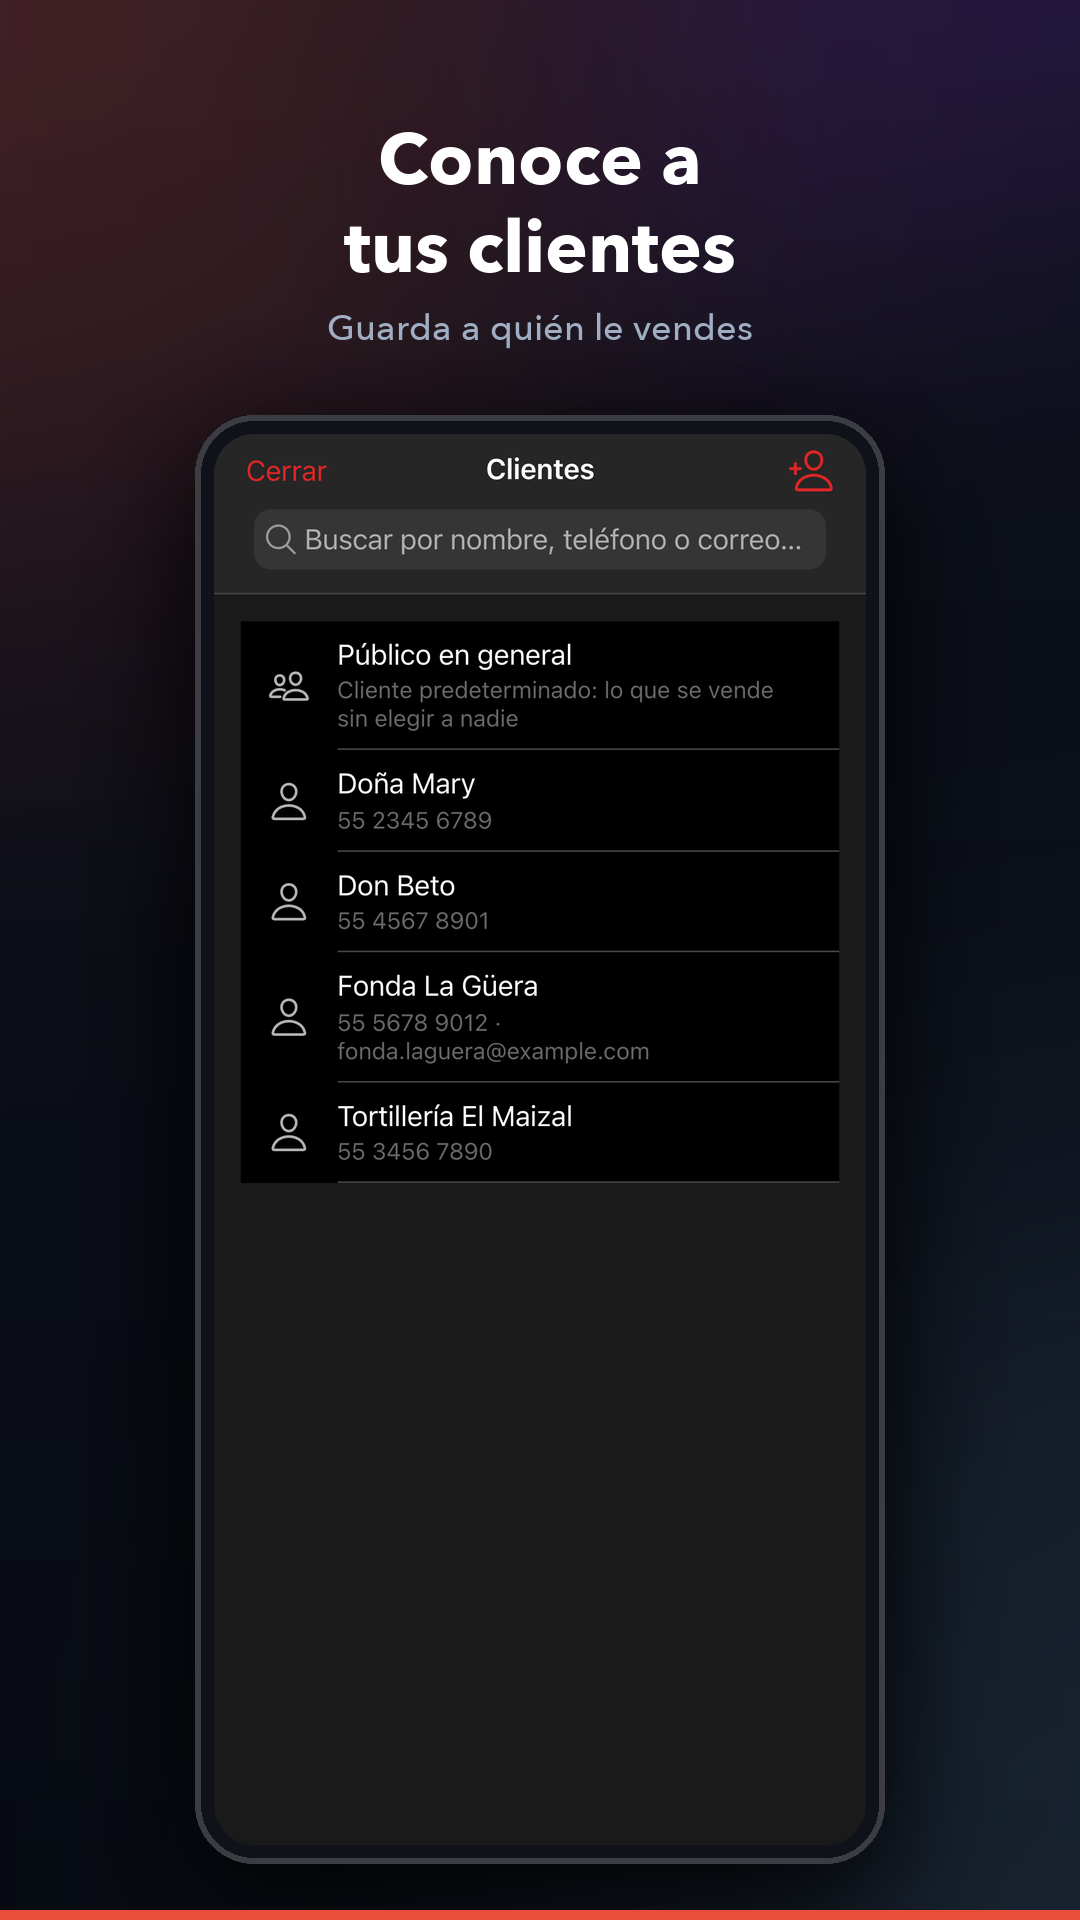 Conoce a
tus clientes
Guarda a quién le vendes
Cerrar
Clientes
Buscar por nombre, teléfono o correo...
Público en general
Cliente predeterminado: lo que se vende
sin elegir a nadie
Doña Mary
55 2345 6789
Don Beto
55 4567 8901
Fonda La Güera
55 5678 9012 ·
fonda.laguera@example.com
Tortillería El Maizal
55 3456 7890